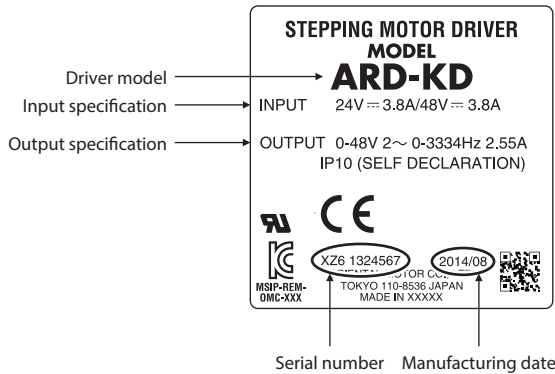 STEPPING MOTOR DRIVER
MODEL
Driver model
ARD-KD
Input specification
INPUT 24V ⎓ 3.8A/48V ⎓ 3.8A
Output specification
OUTPUT 0-48V 2～ 0-3334Hz 2.55A
IP10 (SELF DECLARATION)
CE
XZ6 1324567
2014/08
MSIP-REM-
OMC-XXX
TOKYO 110-8536 JAPAN
MADE IN XXXXX
Serial number
Manufacturing date